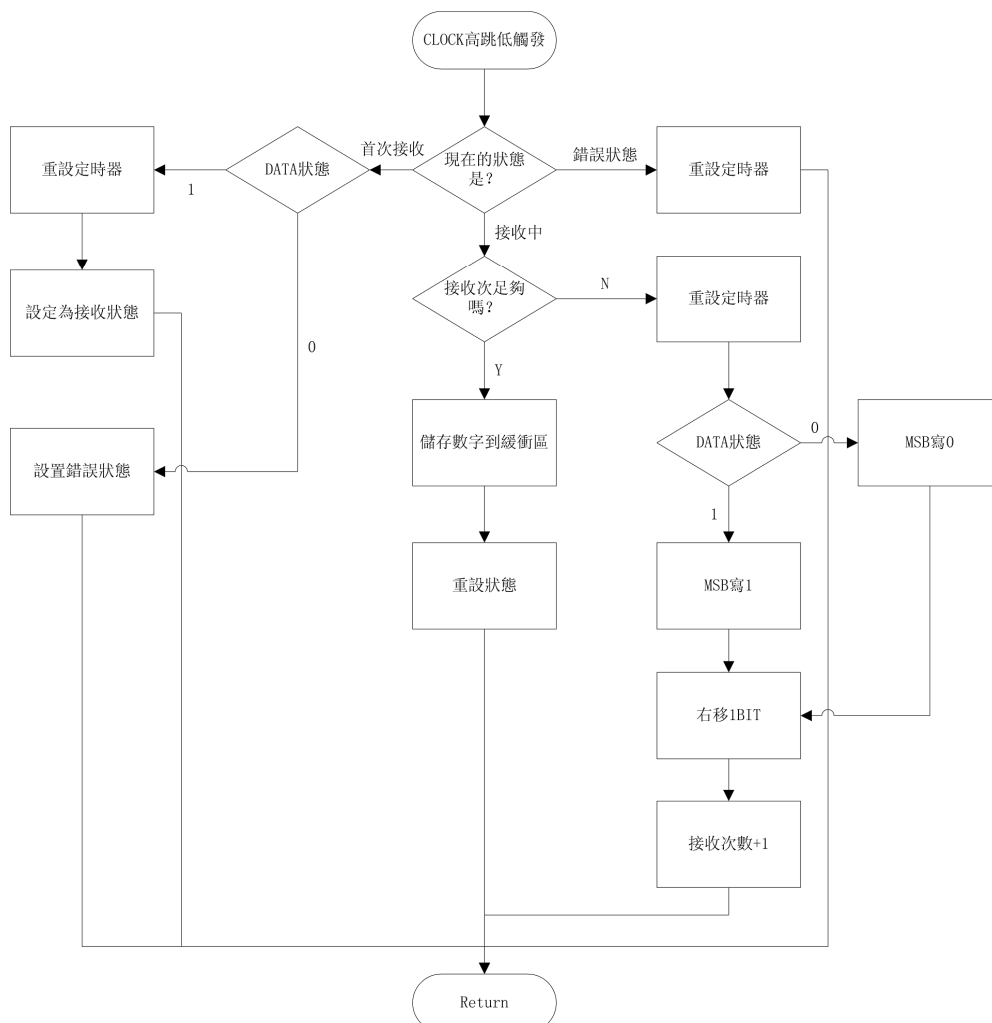 CLOCK高跳低觸發
現在的狀態
是?
首次接收
錯誤狀態
接收中
DATA狀態
1
0
重設定時器
設定為接收狀態
設置錯誤狀態
重設定時器
接收次足夠
嗎?
N
Y
重設定時器
儲存數字到緩衝區
重設狀態
DATA狀態
0
1
MSB寫0
MSB寫1
右移1BIT
接收次數+1
Return